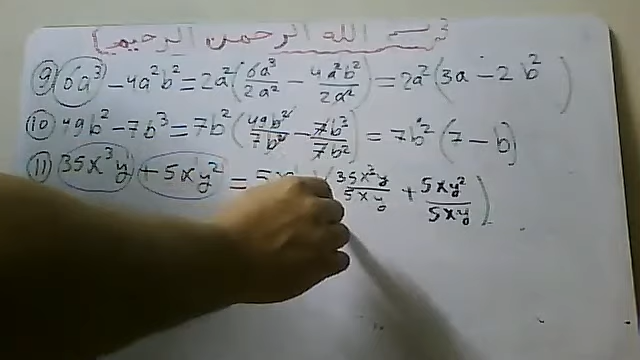 بسم الله الرحمن الرحيم
9) 6a³ - 4a²b² = 2a² (6a³/2a² - 4a²b²/2a²) = 2a² (3a - 2b²)
10) 49b² - 7b³ = 7b² (49b²/7b² - 7b³/7b²) = 7b² (7 - b)
11) 35x³y + 5xy² = 5x (35x³y/5xy + 5xy²/5xy)